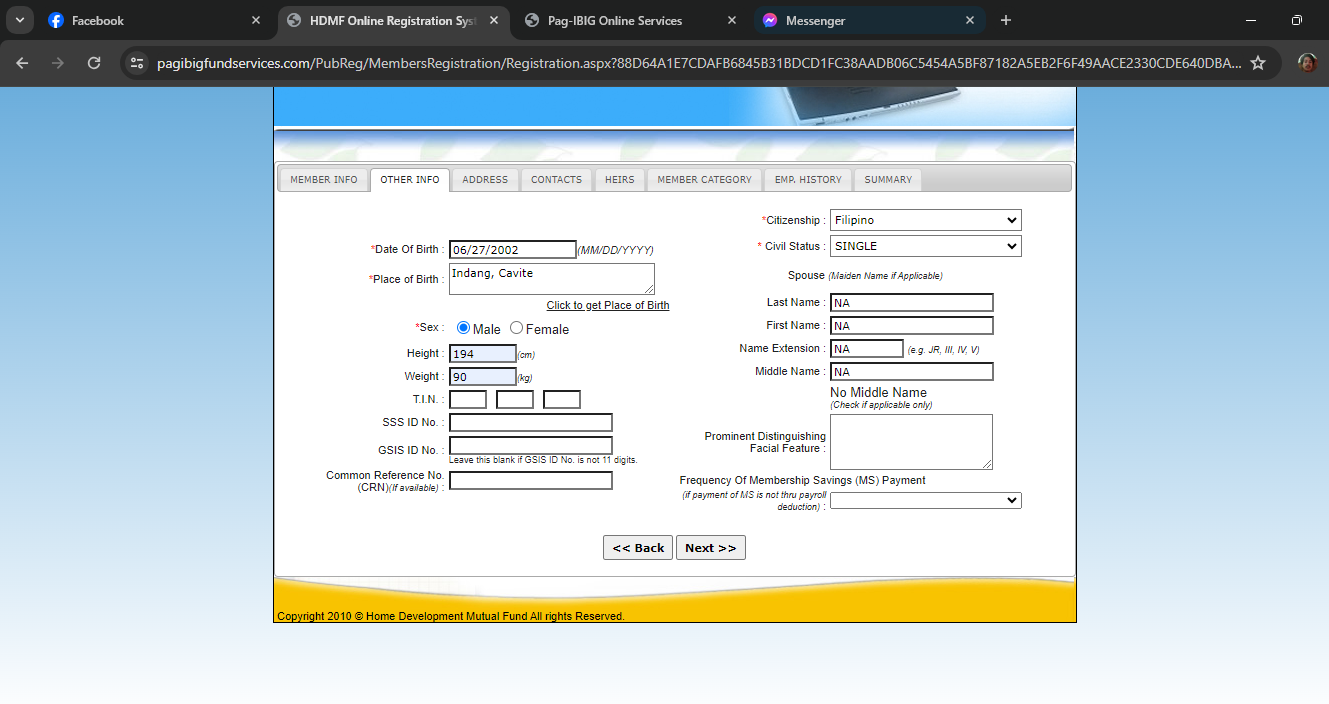 Facebook
HDMF Online Registration Sys
Pag-IBIG Online Services
Messenger
pagibigfundservices.com/PubReg/MembersRegistration/Registration.aspx?88D64A1E7CDAFB6845B31BDCD1FC38AADB06C5454A5BF87182A5EB2F6F49AACE2330CDE640DBA...
MEMBER INFO
OTHER INFO
ADDRESS
CONTACTS
HEIRS
MEMBER CATEGORY
EMP. HISTORY
SUMMARY
*Date Of Birth : 06/27/2002 (MM/DD/YYYY)
*Place of Birth : Indang, Cavite
Click to get Place of Birth
*Sex : Male Female
Height : 194 (cm)
Weight : 90 (kg)
T.I.N. :
SSS ID No. :
GSIS ID No. :
Leave this blank if GSIS ID No. is not 11 digits.
Common Reference No.
(CRN)(If available) :
*Citizenship : Filipino
* Civil Status : SINGLE
Spouse (Maiden Name if Applicable)
Last Name : NA
First Name : NA
Name Extension : NA (e.g. JR, III, IV, V)
Middle Name : NA
No Middle Name
(Check if applicable only)
Prominent Distinguishing
Facial Feature :
Frequency Of Membership Savings (MS) Payment
(if payment of MS is not thru payroll
deduction) :
<< Back
Next >>
Copyright 2010 © Home Development Mutual Fund All rights Reserved.